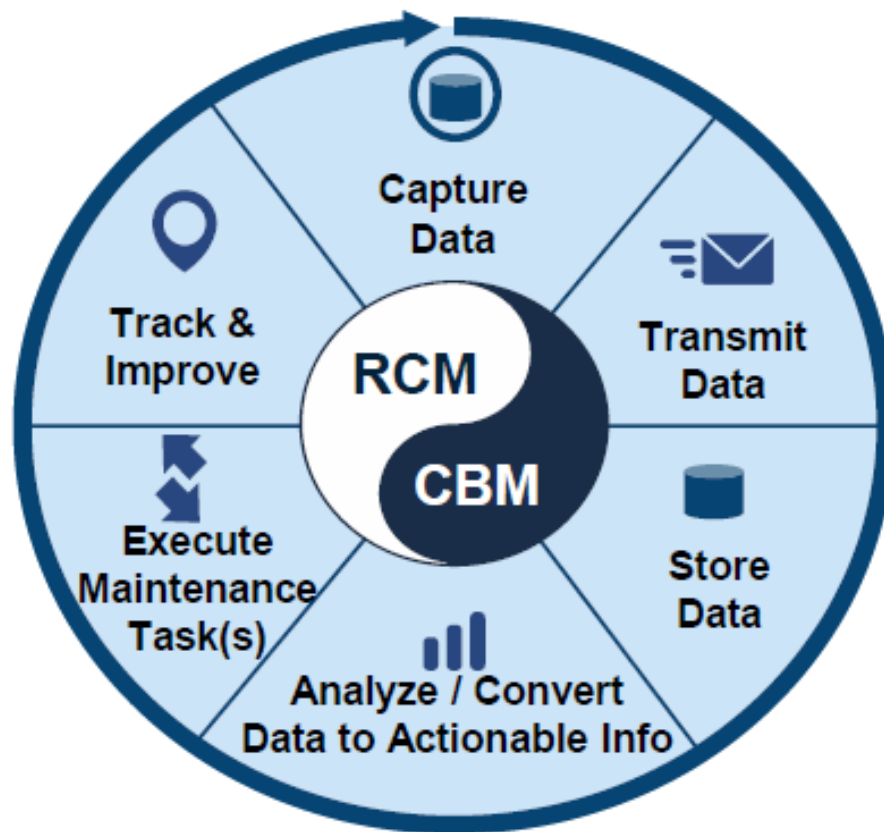 Capture
Data
Transmit
Data
Store
Data
Analyze / Convert
Data to Actionable Info
Execute
Maintenance
Task(s)
Track &
Improve
RCM
CBM